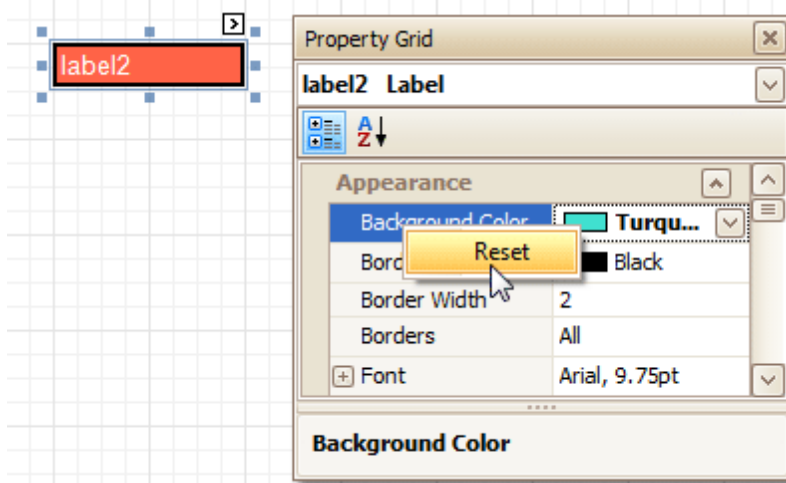 label2
Property Grid
label2 Label
A
Z
Appearance
Background Color Turqu...
Reset
Bord Black
Border Width 2
Borders All
Font Arial, 9.75pt
Background Color